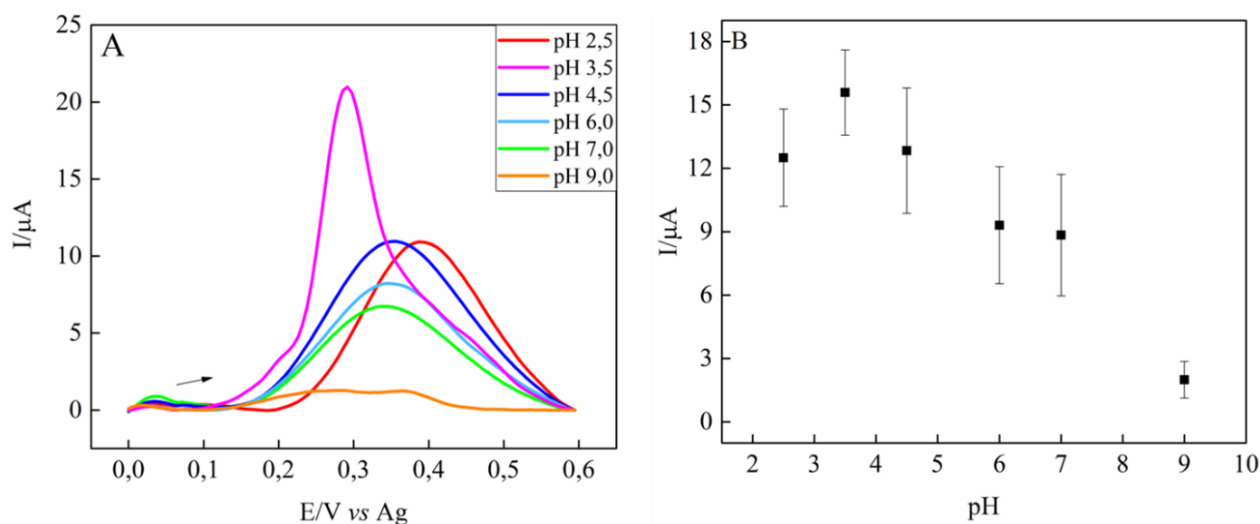 A
25
20
15
10
5
0
I/μA
pH 2,5
pH 3,5
pH 4,5
pH 6,0
pH 7,0
pH 9,0
0,0 0,1 0,2 0,3 0,4 0,5 0,6
E/V vs Ag
B
18
15
12
9
6
3
0
I/μA
2 3 4 5 6 7 8 9 10
pH